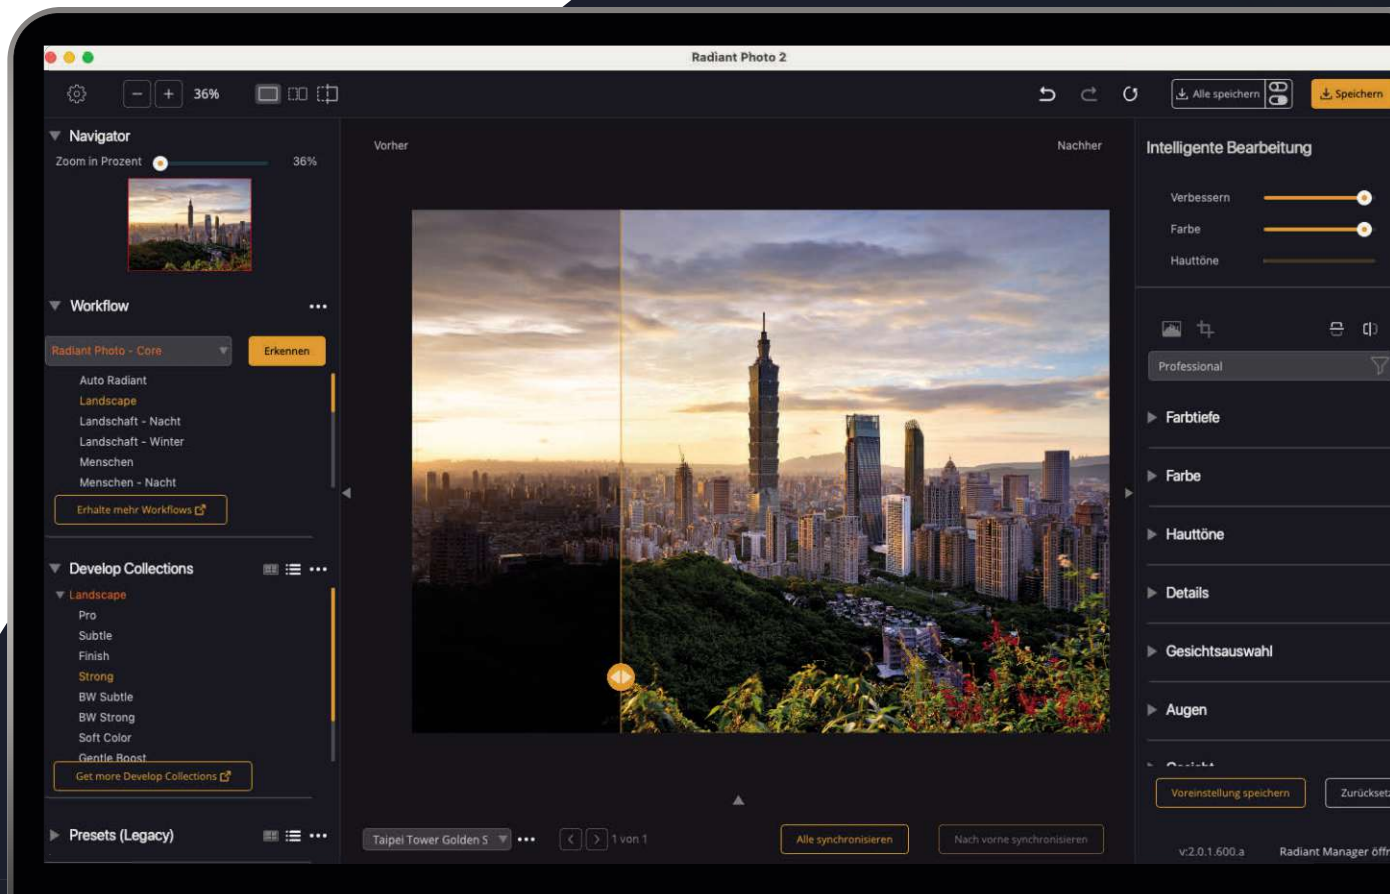 Radiant Photo 2
36%
Alle speichern
Speichern
Navigator
Zoom in Prozent
36%
Workflow
Radiant Photo - Core
Erkennen
Auto Radiant
Landscape
Landschaft - Nacht
Landschaft - Winter
Menschen
Menschen - Nacht
Erhalte mehr Workflows
Develop Collections
Landscape
Pro
Subtle
Finish
Strong
BW Subtle
BW Strong
Soft Color
Gentle Boost
Get more Develop Collections
Presets (Legacy)
Vorher
Nachher
Taipei Tower Golden S
1 von 1
Alle synchronisieren
Nach vorne synchronisieren
Intelligente Bearbeitung
Verbessern
Farbe
Hauttöne
Professional
Farbtiefe
Farbe
Hauttöne
Details
Gesichtsauswahl
Augen
Voreinstellung speichern
Zurücksetz
v:2.0.1.600.a
Radiant Manager öffn